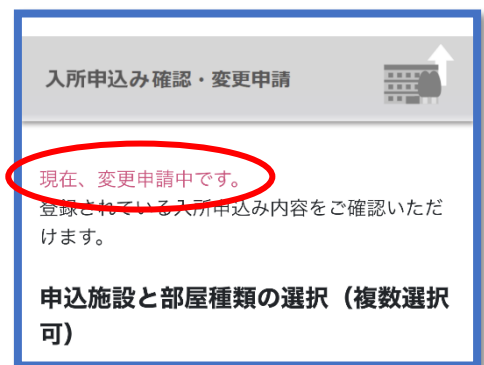 入所申込み確認・変更申請
現在、変更申請中です。
登録されている入所申込み内容をご確認いただ
けます。
申込施設と部屋種類の選択（複数選択
可）